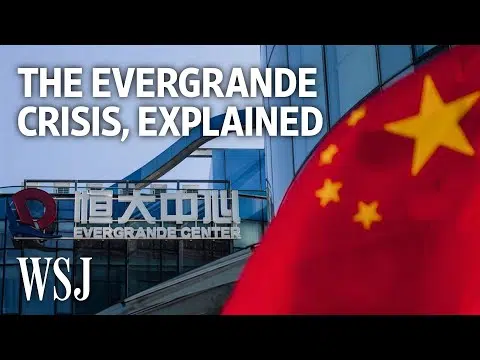 THE EVERGRANDE
CRISIS, EXPLAINED
恒大中心
EVERGRANDE CENTER
WSJ